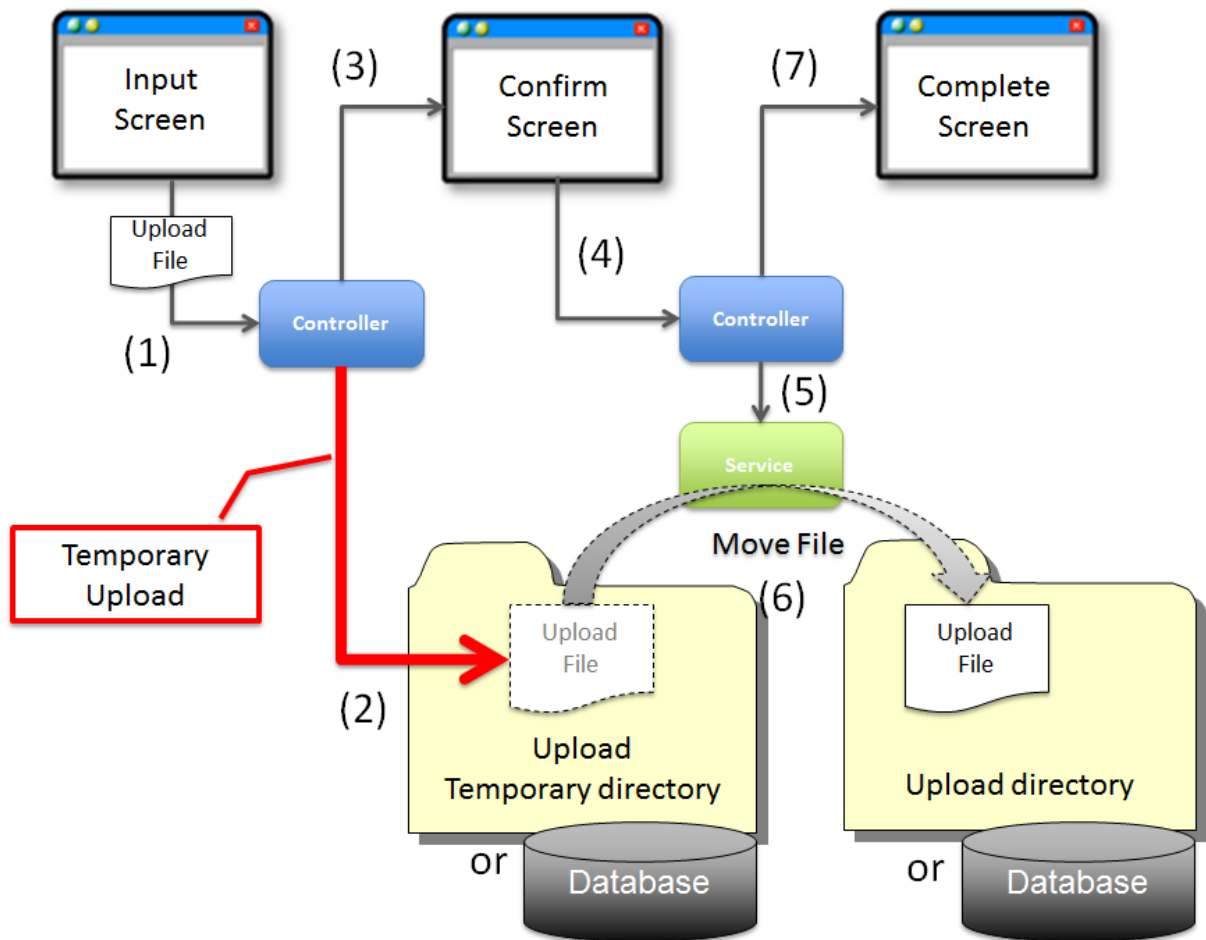 Input
Screen
(3)
Confirm
Screen
(7)
Complete
Screen
Upload
File
(4)
Controller
Controller
(1)
(5)
Service
Temporary
Upload
Move File
(6)
Upload
File
Upload
File
(2)
Upload
Temporary directory
Upload directory
or
Database
or
Database